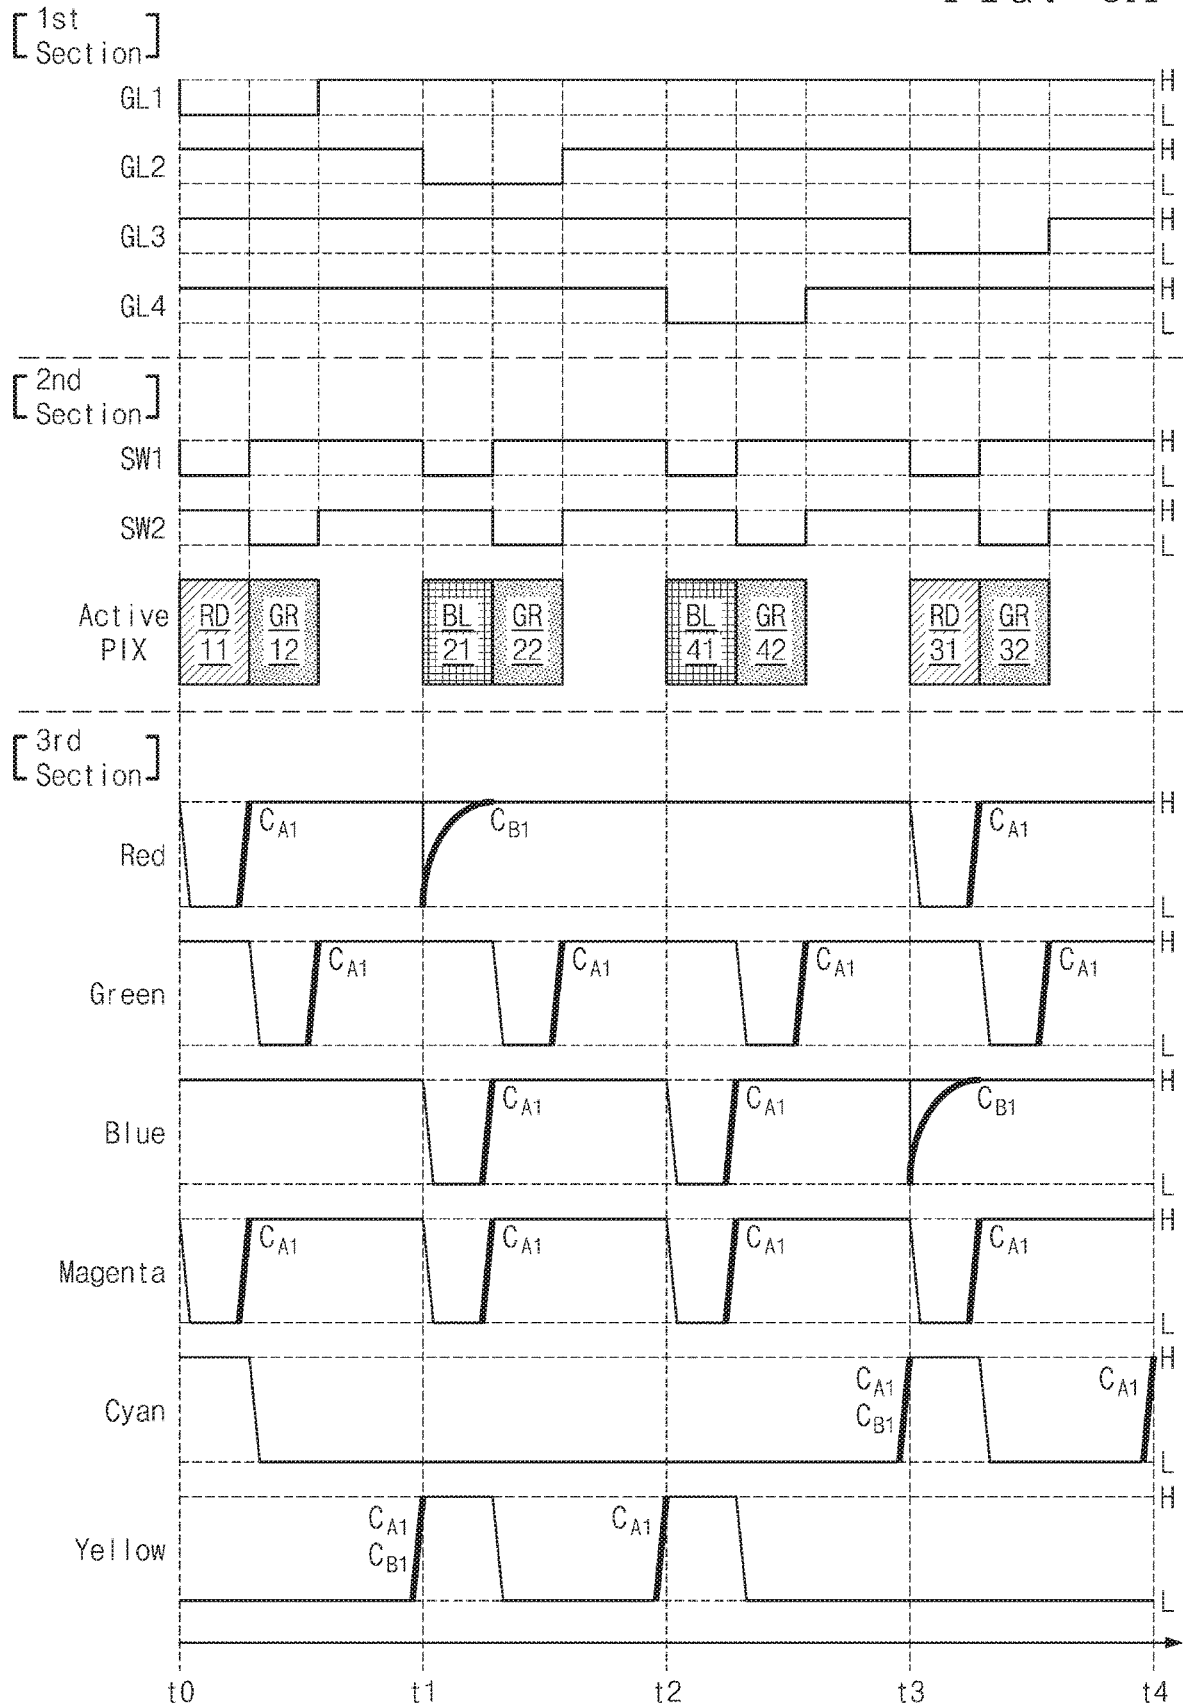 [ 1st
Section ]
GL1 H
L
GL2 H
L
GL3 H
L
GL4 H
L
[ 2nd
Section ]
SW1 H
L
SW2 H
L
Active
PIX
RD
11
GR
12
BL
21
GR
22
BL
41
GR
42
RD
31
GR
32
[ 3rd
Section ]
Red CA1 CB1 CA1 H
L
Green CA1 CA1 CA1 CA1 H
L
Blue CA1 CA1 CB1 H
L
Magenta CA1 CA1 CA1 CA1 H
L
Cyan CA1
CB1
CA1 H
L
Yellow CA1
CB1
CA1 H
L
t0 t1 t2 t3 t4